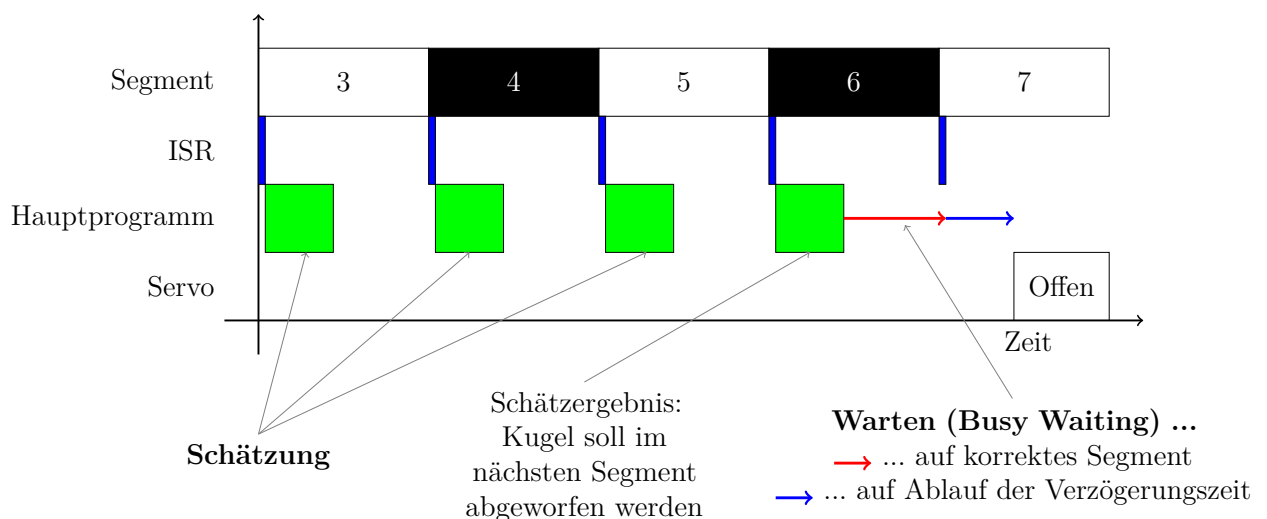 Segment
3
4
5
6
7
ISR
Hauptprogramm
Servo
Offen
Zeit
Schätzung
Schätzergebnis:
Kugel soll im
nächsten Segment
abgeworfen werden
Warten (Busy Waiting) ...
... auf korrektes Segment
... auf Ablauf der Verzögerungszeit